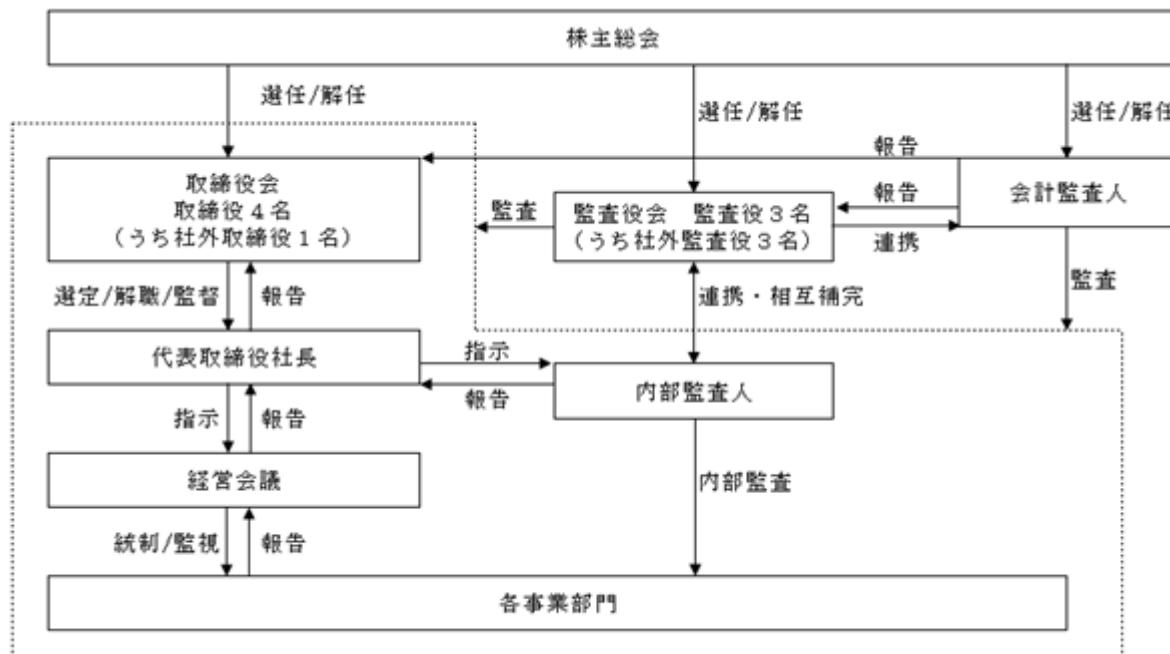 株主総会
選任/解任
選任/解任
選任/解任
報告
取締役会
取締役4名
（うち社外取締役1名）
監査
監査役会　監査役3名
（うち社外監査役3名）
報告
連携
会計監査人
監査
選定/解職/監督
報告
連携・相互補完
代表取締役社長
指示
報告
内部監査人
指示
報告
経営会議
内部監査
統制/監視
報告
各事業部門